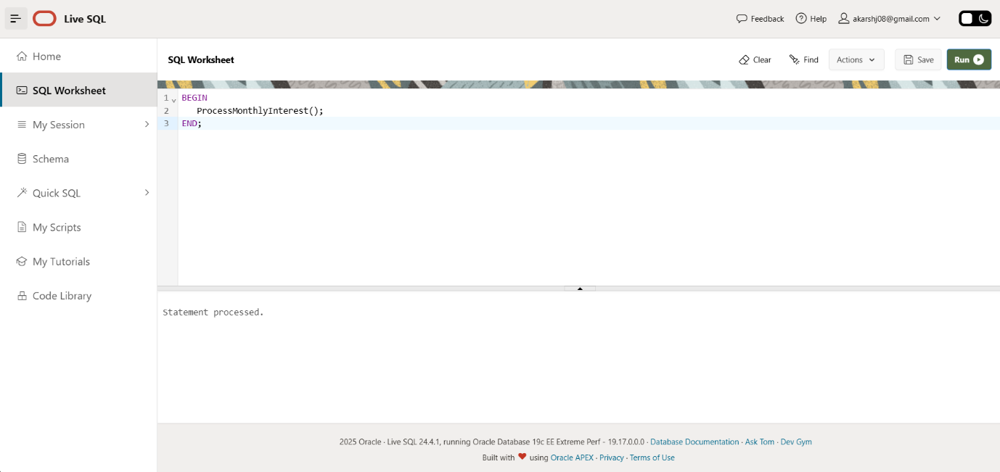 Live SQL
Feedback Help akarshj08@gmail.com
Home
SQL Worksheet
My Session
Schema
Quick SQL
My Scripts
My Tutorials
Code Library
SQL Worksheet
Clear Find Actions Save Run
1 BEGIN
2 ProcessMonthlyInterest();
3 END;
Statement processed.
2025 Oracle · Live SQL 24.4.1, running Oracle Database 19c EE Extreme Perf - 19.17.0.0.0 · Database Documentation · Ask Tom · Dev Gym
Built with ❤ using Oracle APEX · Privacy · Terms of Use